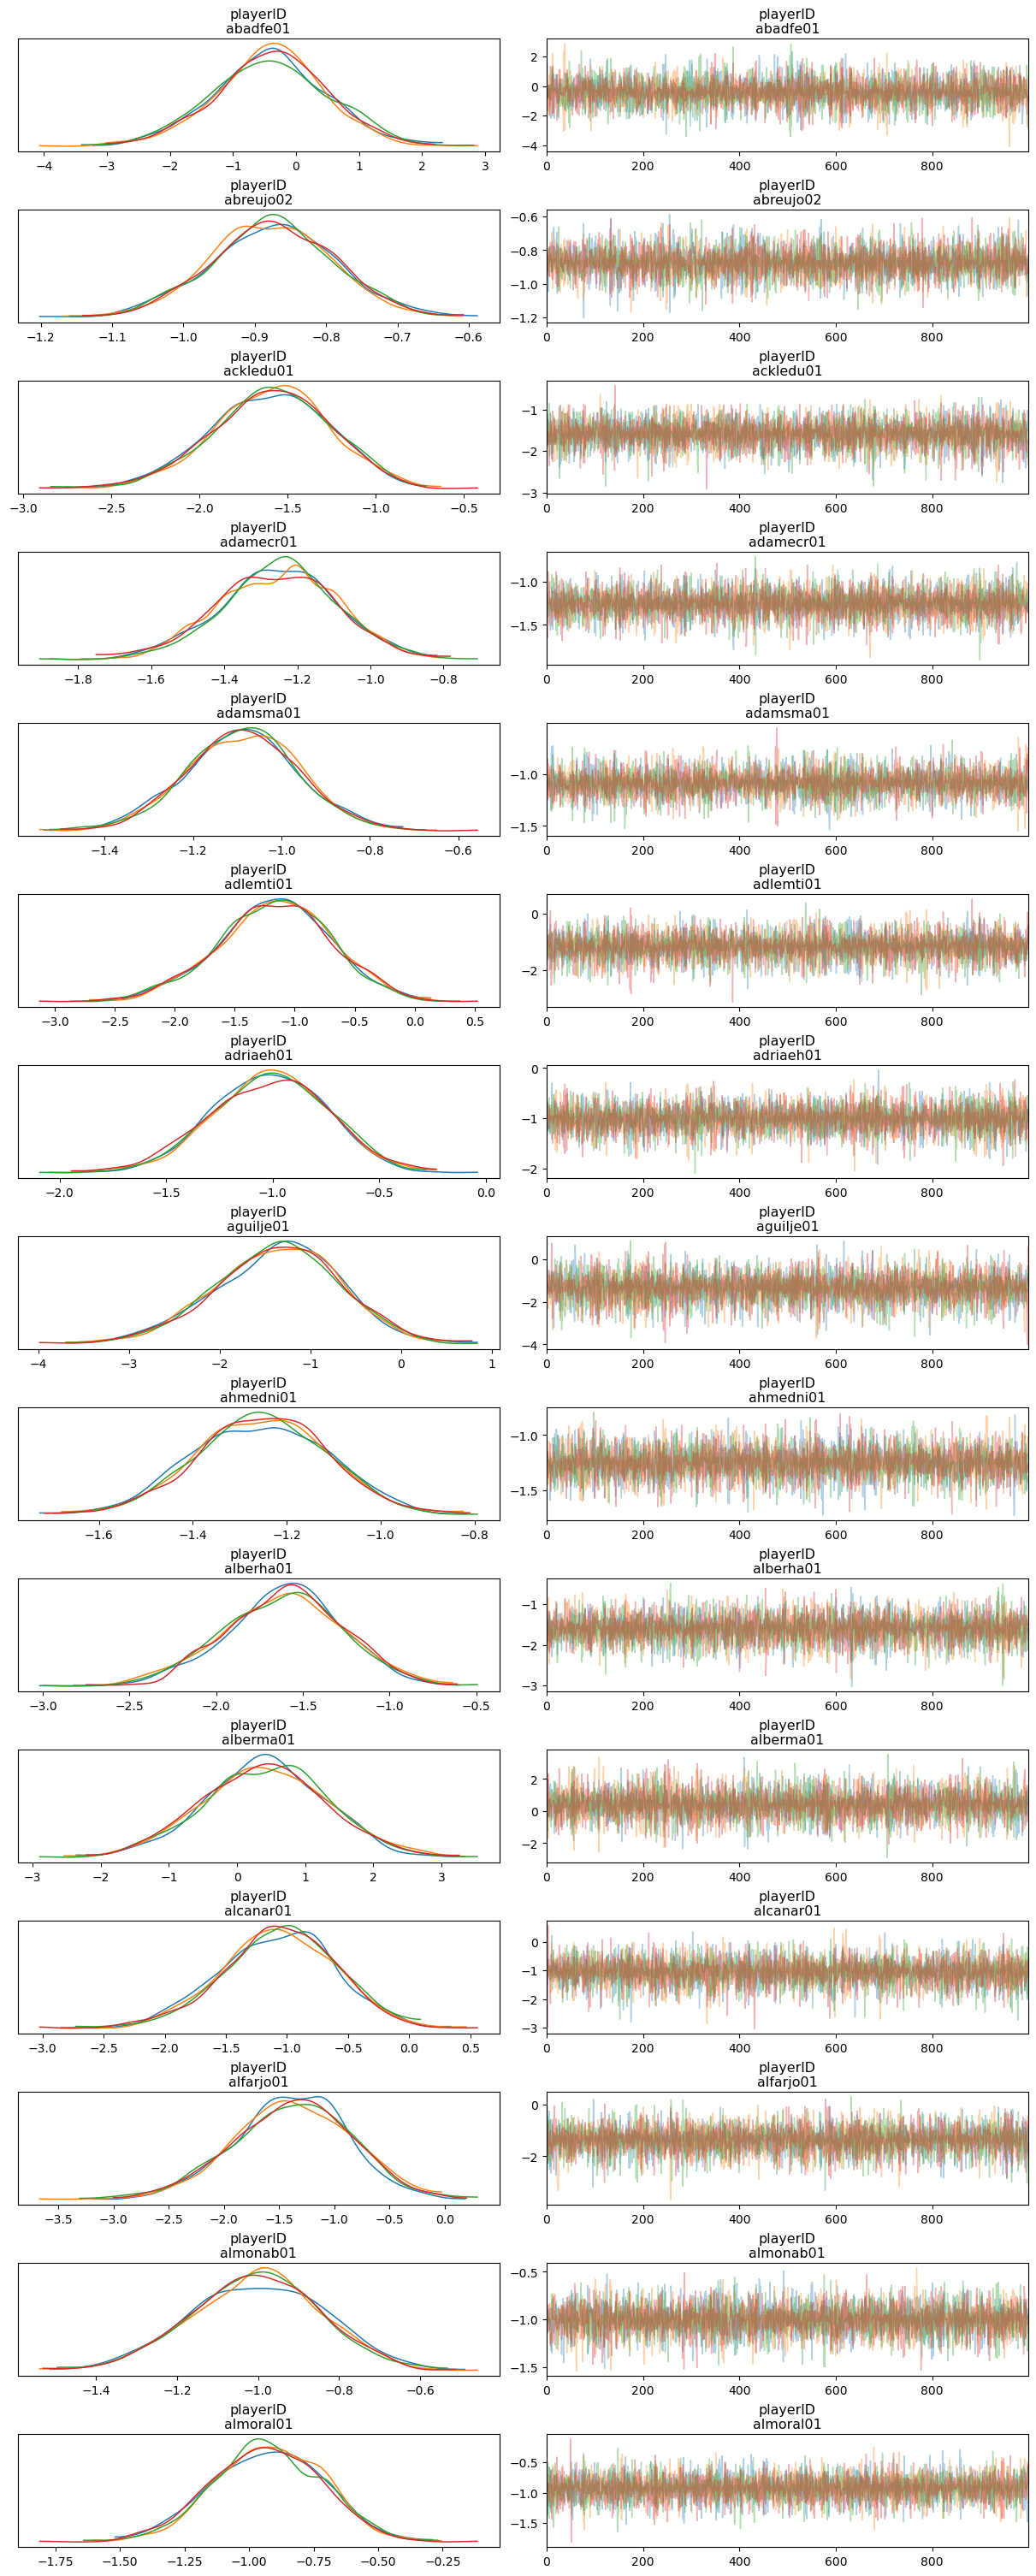 playerID playerID
abadfe01 abadfe01
2
0
−2
−4
−4 −3 −2 −1 0 1 2 3 0 200 400 600 800
playerID playerID
abreujo02 abreujo02
−0.6
−0.8
−1.0
−1.2
−1.2 −1.1 −1.0 −0.9 −0.8 −0.7 −0.6 0 200 400 600 800
playerID playerID
ackledu01 ackledu01
−1
−2
−3
−3.0 −2.5 −2.0 −1.5 −1.0 −0.5 0 200 400 600 800
playerID playerID
adamecr01 adamecr01
−1.0
−1.5
−1.8 −1.6 −1.4 −1.2 −1.0 −0.8 0 200 400 600 800
playerID playerID
adamsma01 adamsma01
−1.0
−1.5
−1.4 −1.2 −1.0 −0.8 −0.6 0 200 400 600 800
playerID playerID
adlemti01 adlemti01
0
−2
−3.0 −2.5 −2.0 −1.5 −1.0 −0.5 0.0 0.5 0 200 400 600 800
playerID playerID
adriaeh01 adriaeh01
0
−1
−2
−2.0 −1.5 −1.0 −0.5 0.0 0 200 400 600 800
playerID playerID
aguilje01 aguilje01
0
−2
−4
−4 −3 −2 −1 0 1 0 200 400 600 800
playerID playerID
ahmedni01 ahmedni01
−1.0
−1.5
−1.6 −1.4 −1.2 −1.0 −0.8 0 200 400 600 800
playerID playerID
alberha01 alberha01
−1
−2
−3
−3.0 −2.5 −2.0 −1.5 −1.0 −0.5 0 200 400 600 800
playerID playerID
alberma01 alberma01
2
0
−2
−3 −2 −1 0 1 2 3 0 200 400 600 800
playerID playerID
alcanar01 alcanar01
0
−1
−2
−3
−3.0 −2.5 −2.0 −1.5 −1.0 −0.5 0.0 0.5 0 200 400 600 800
playerID playerID
alfarjo01 alfarjo01
0
−2
−3.5 −3.0 −2.5 −2.0 −1.5 −1.0 −0.5 0.0 0 200 400 600 800
playerID playerID
almonab01 almonab01
−0.5
−1.0
−1.5
−1.4 −1.2 −1.0 −0.8 −0.6 0 200 400 600 800
playerID playerID
almoral01 almoral01
−0.5
−1.0
−1.5
−1.75 −1.50 −1.25 −1.00 −0.75 −0.50 −0.25 0 200 400 600 800